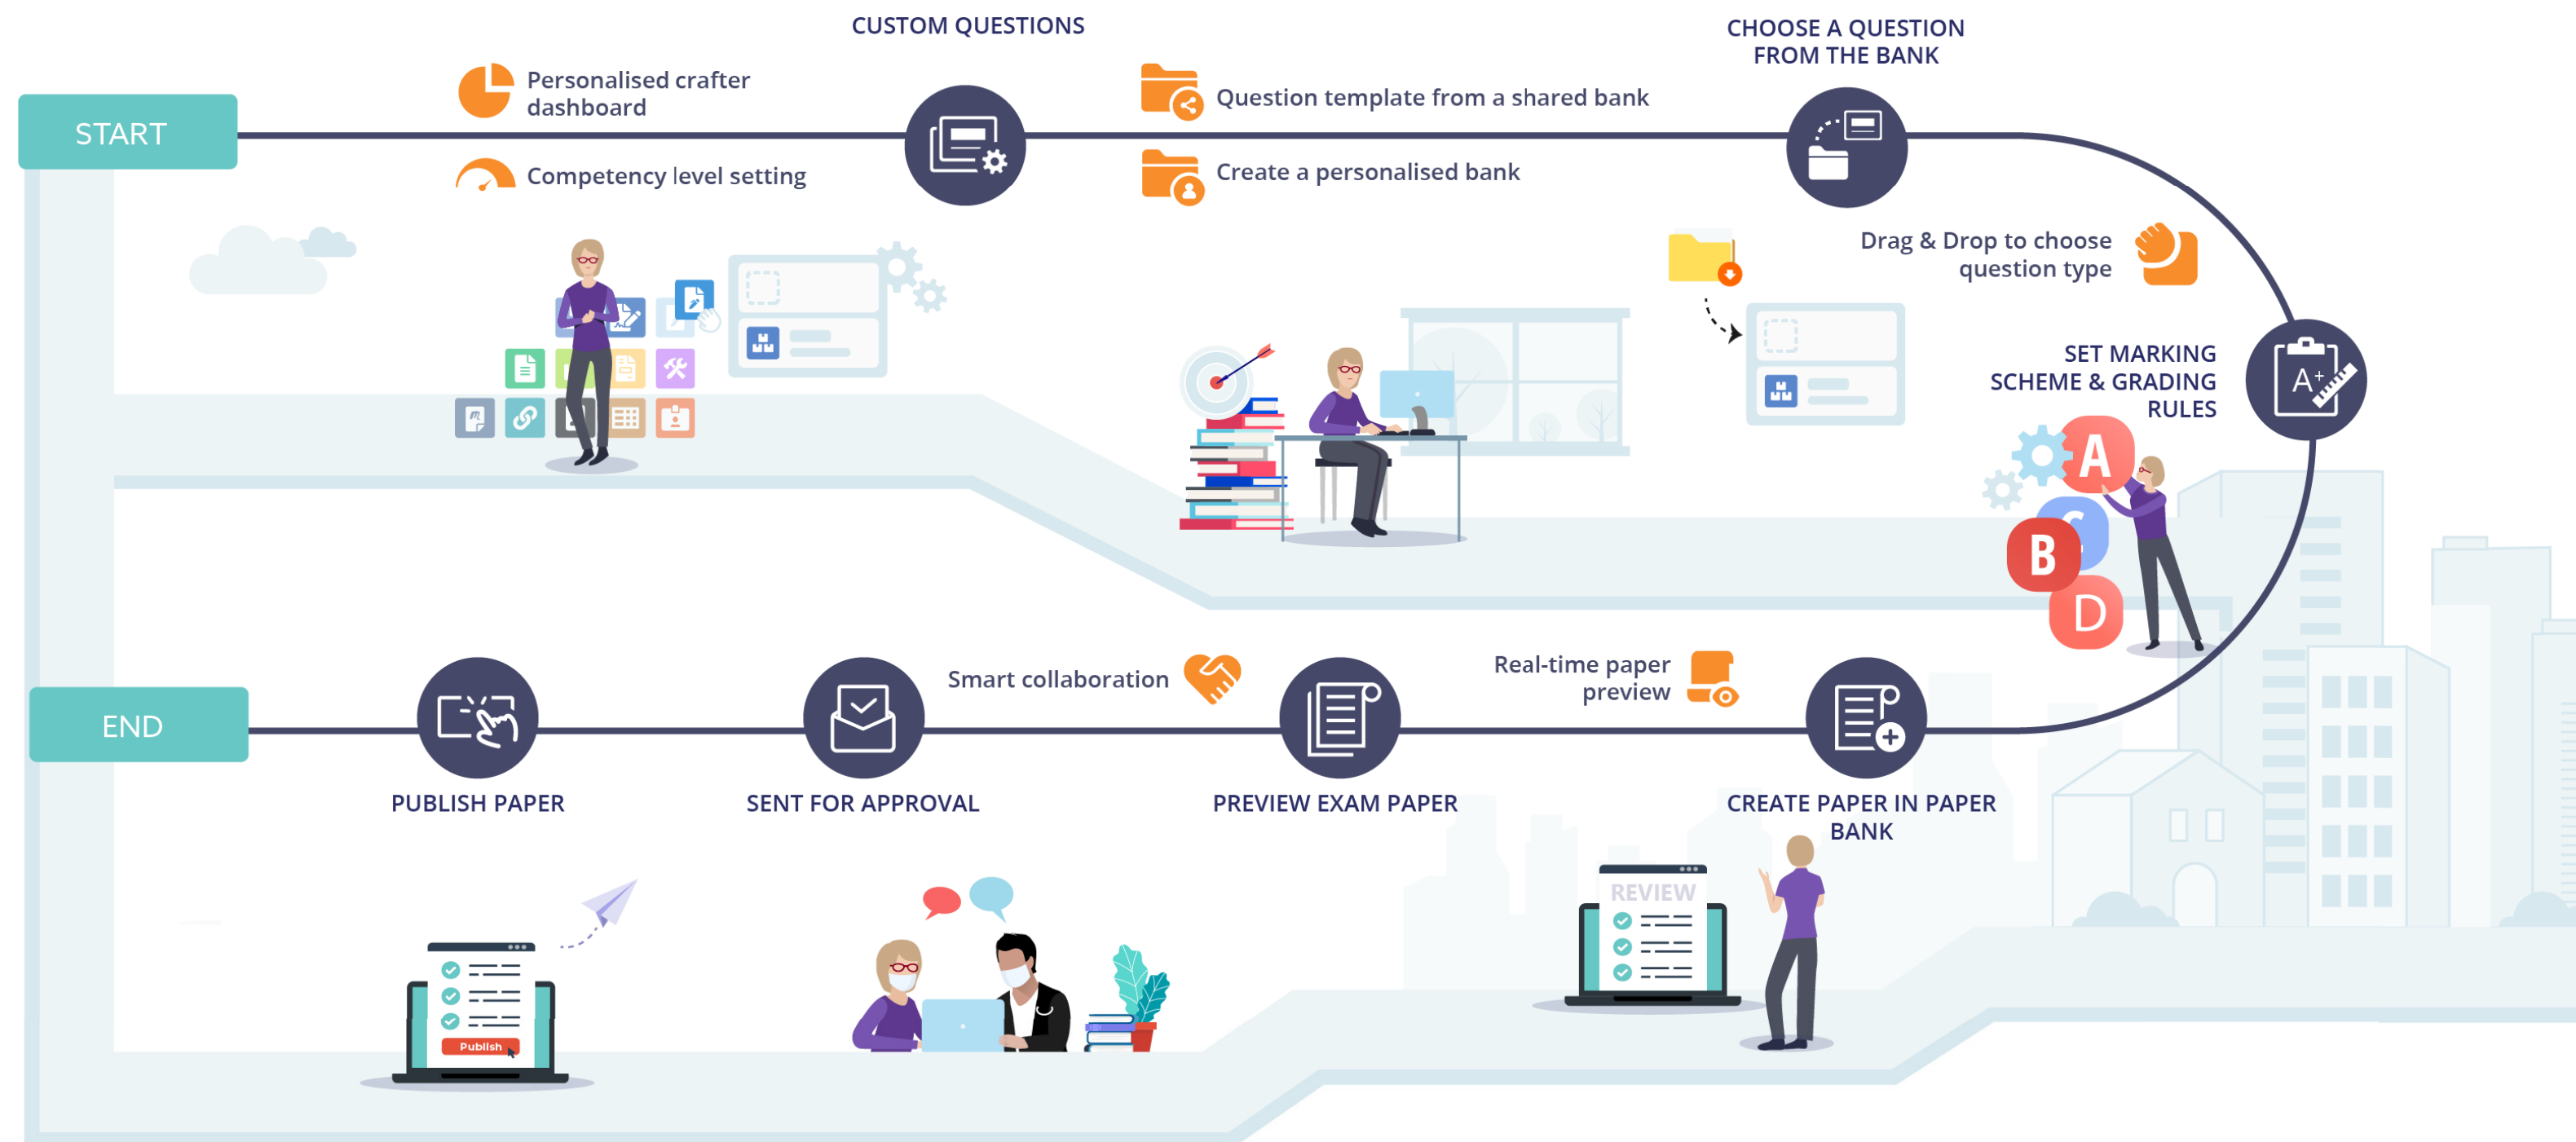 CUSTOM QUESTIONS
CHOOSE A QUESTION
FROM THE BANK
START
Personalised crafter
dashboard
Competency level setting
Question template from a shared bank
Create a personalised bank
Drag & Drop to choose
question type
SET MARKING
SCHEME & GRADING
RULES
A+
A
C
B
D
END
Smart collaboration
Real-time paper
preview
PUBLISH PAPER
SENT FOR APPROVAL
PREVIEW EXAM PAPER
CREATE PAPER IN PAPER
BANK
REVIEW
Publish